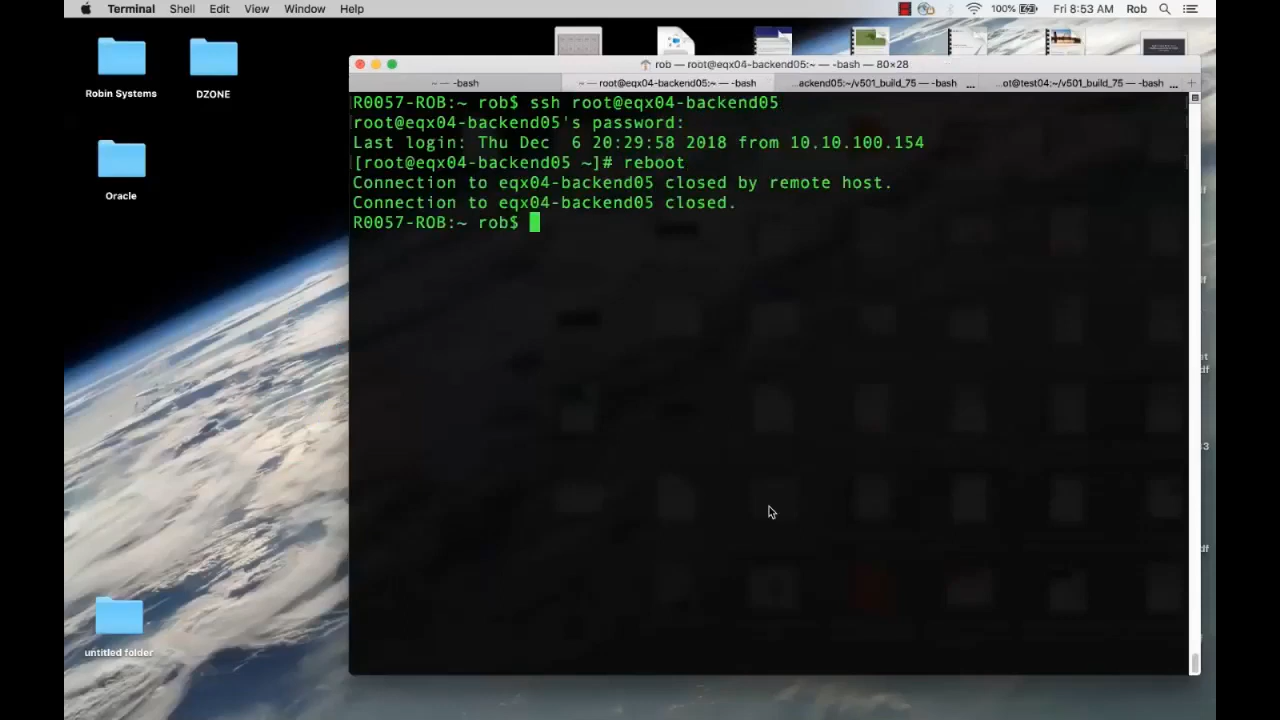 Terminal Shell Edit View Window Help 100% Fri 8:53 AM Rob
Robin Systems
DZONE
Oracle
untitled folder
rob — root@eqx04-backend05:~ — -bash — 80×28
~ — -bash
~ — root@eqx04-backend05:~ — -bash
...ackend05:~/v501_build_75 — -bash ...
...ot@test04:~/v501_build_75 — -bash ... +
R0057-ROB:~ rob$ ssh root@eqx04-backend05
root@eqx04-backend05's password:
Last login: Thu Dec  6 20:29:58 2018 from 10.10.100.154
[root@eqx04-backend05 ~]# reboot
Connection to eqx04-backend05 closed by remote host.
Connection to eqx04-backend05 closed.
R0057-ROB:~ rob$